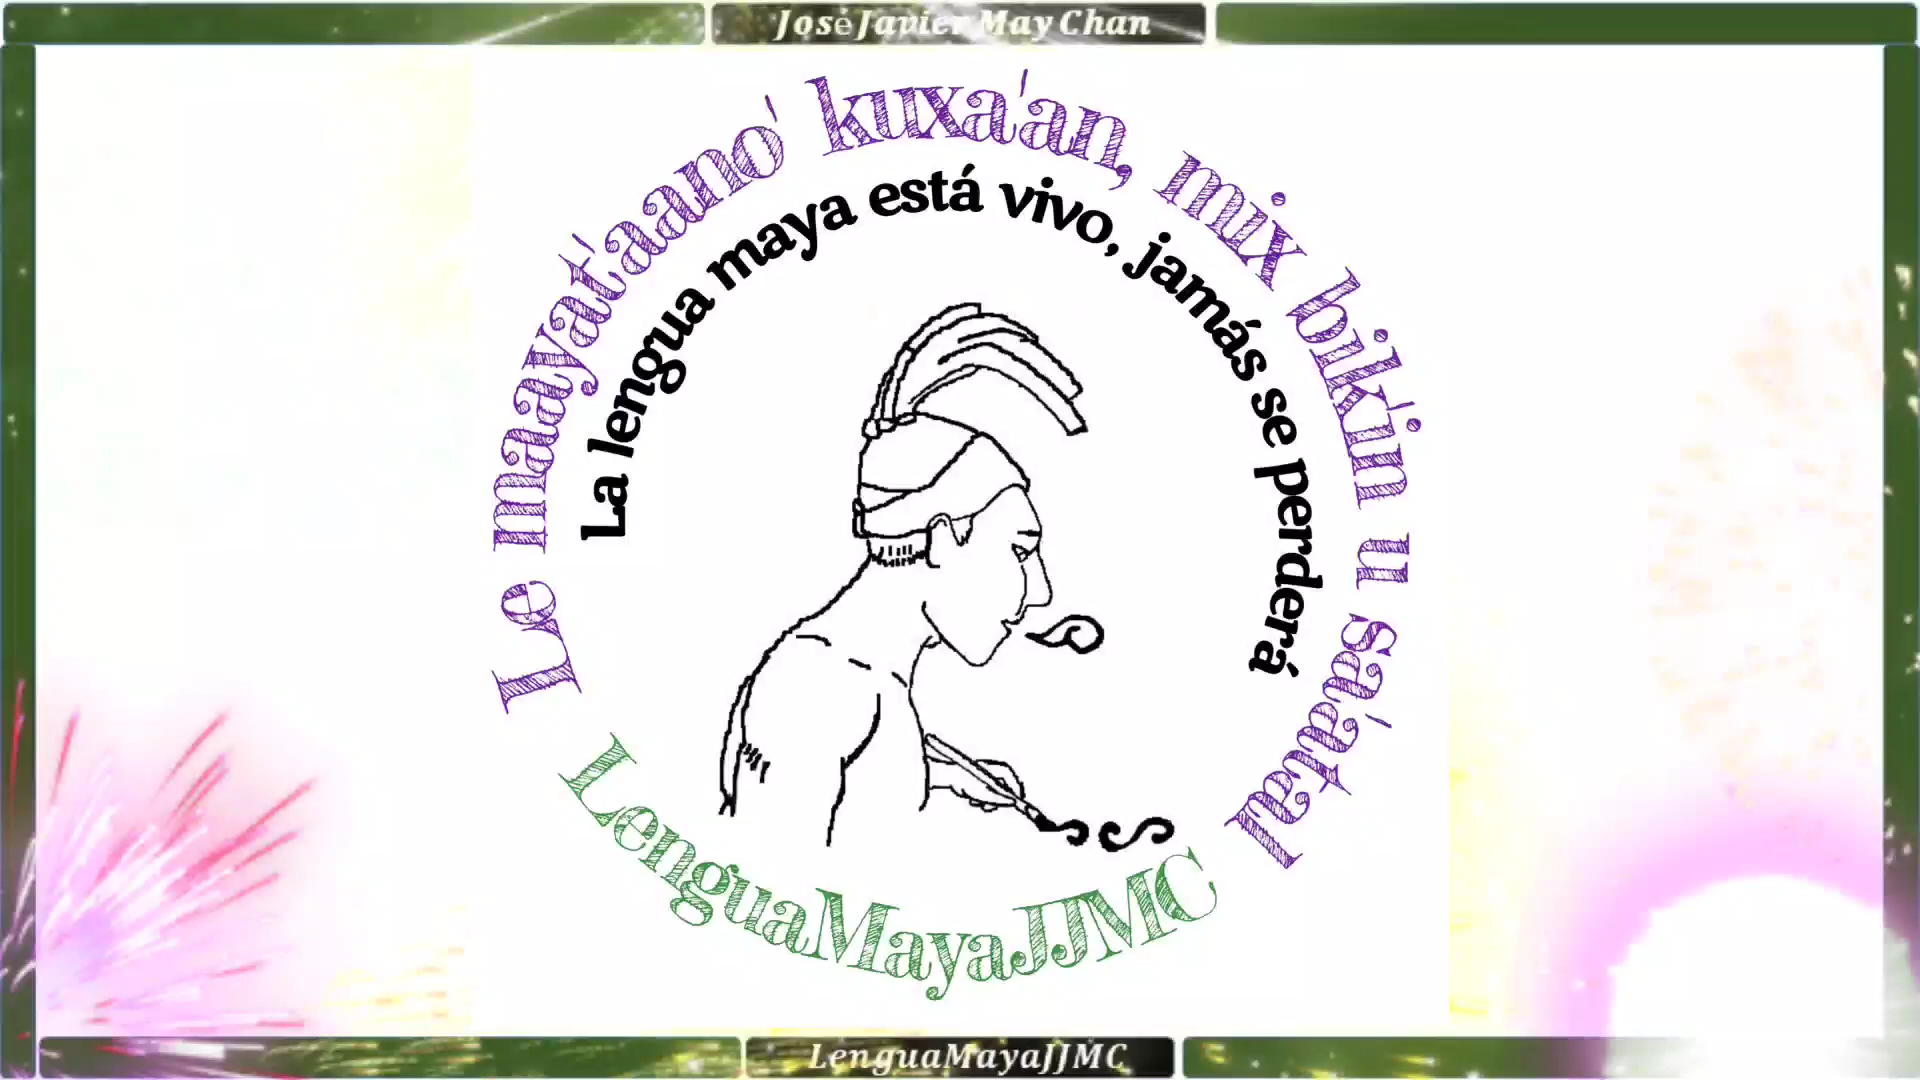 José Javier May Chan
Le maayat'aano' kuxa'an, mix bik'in u sa'atal
La lengua maya está vivo, jamás se perderá
LenguaMayaJJMC
LenguaMayaJJMC